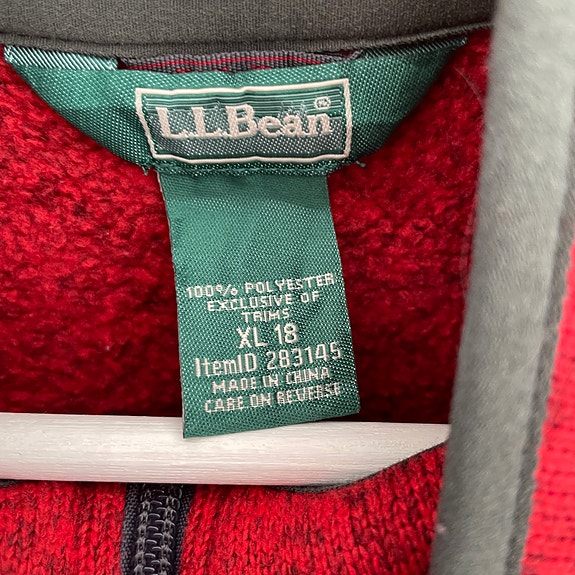 L.L.Bean®
100% POLYESTER
EXCLUSIVE OF
TRIMS
XL 18
ItemID 283145
MADE IN CHINA
CARE ON REVERSE